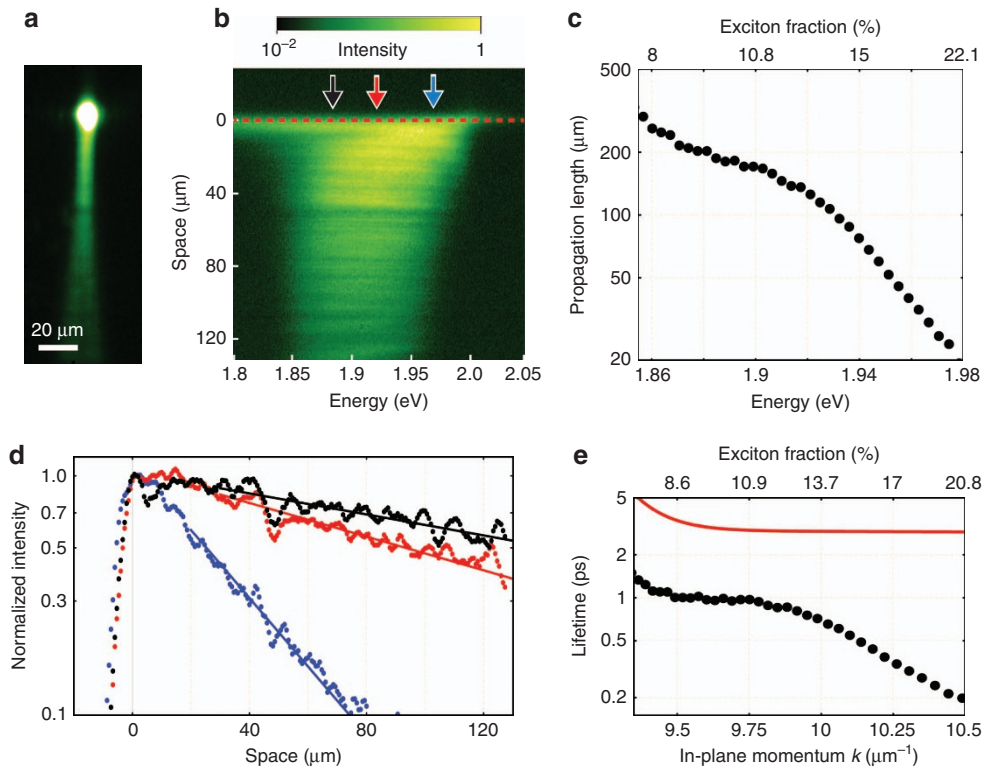 a
20 μm
b
10⁻² Intensity 1
0
40
80
120
Space (μm)
1.8 1.85 1.9 1.95 2.0 2.05
Energy (eV)
c
Exciton fraction (%)
8 10.8 15 22.1
500
200
100
50
20
Propagation length (μm)
1.86 1.9 1.94 1.98
Energy (eV)
d
1.0
0.7
0.5
0.3
0.1
Normalized intensity
0 40 80 120
Space (μm)
e
Exciton fraction (%)
8.6 10.9 13.7 17 20.8
5
2
1
0.5
0.2
Lifetime (ps)
9.5 9.75 10 10.25 10.5
In-plane momentum k (μm⁻¹)